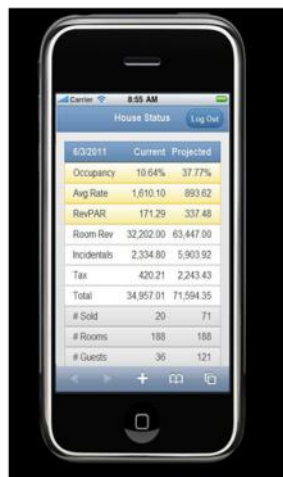 Carrier 8:55 AM
House Status Log Out
6/3/2011 Current Projected
Occupancy 10.64% 37.77%
Avg Rate 1,610.10 893.62
RevPAR 171.29 337.48
Room Rev 32,202.00 63,447.00
Incidentals 2,334.80 5,903.92
Tax 420.21 2,243.43
Total 34,957.01 71,594.35
# Sold 20 71
# Rooms 188 188
# Guests 36 121